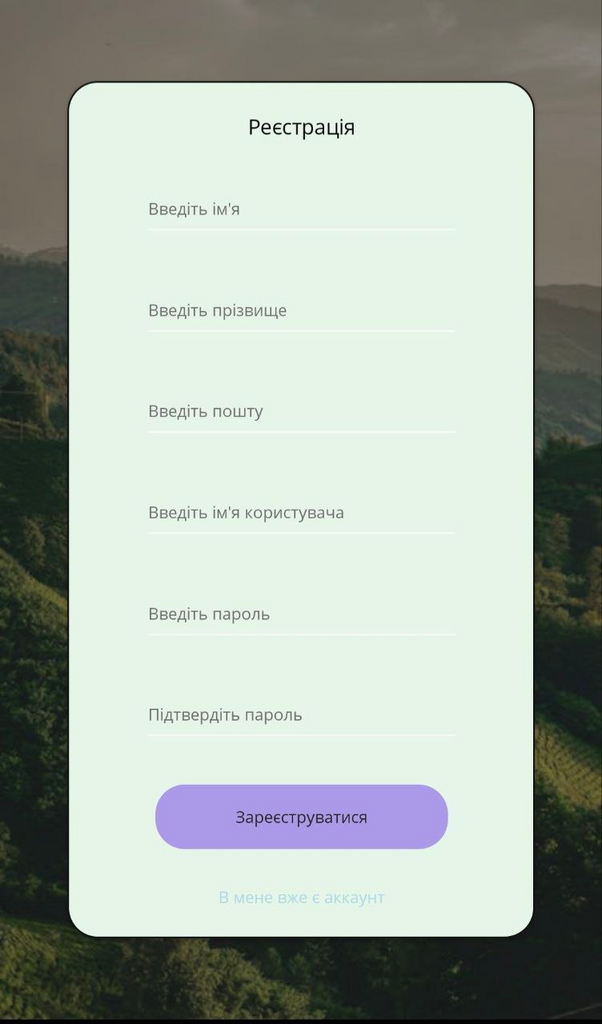 Реєстрація
Введіть ім'я
Введіть прізвище
Введіть пошту
Введіть ім'я користувача
Введіть пароль
Підтвердіть пароль
Зареєструватися
В мене вже є аккаунт